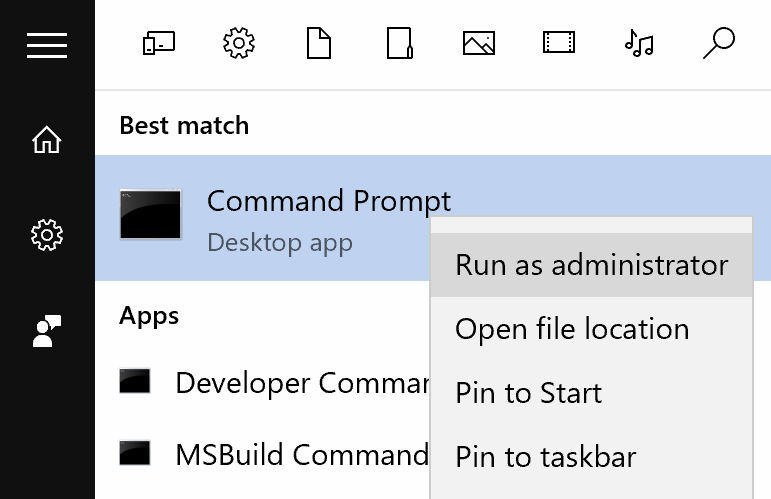 Best match
Command Prompt
Desktop app
Run as administrator
Open file location
Pin to Start
Pin to taskbar
Apps
Developer Comman
MSBuild Command